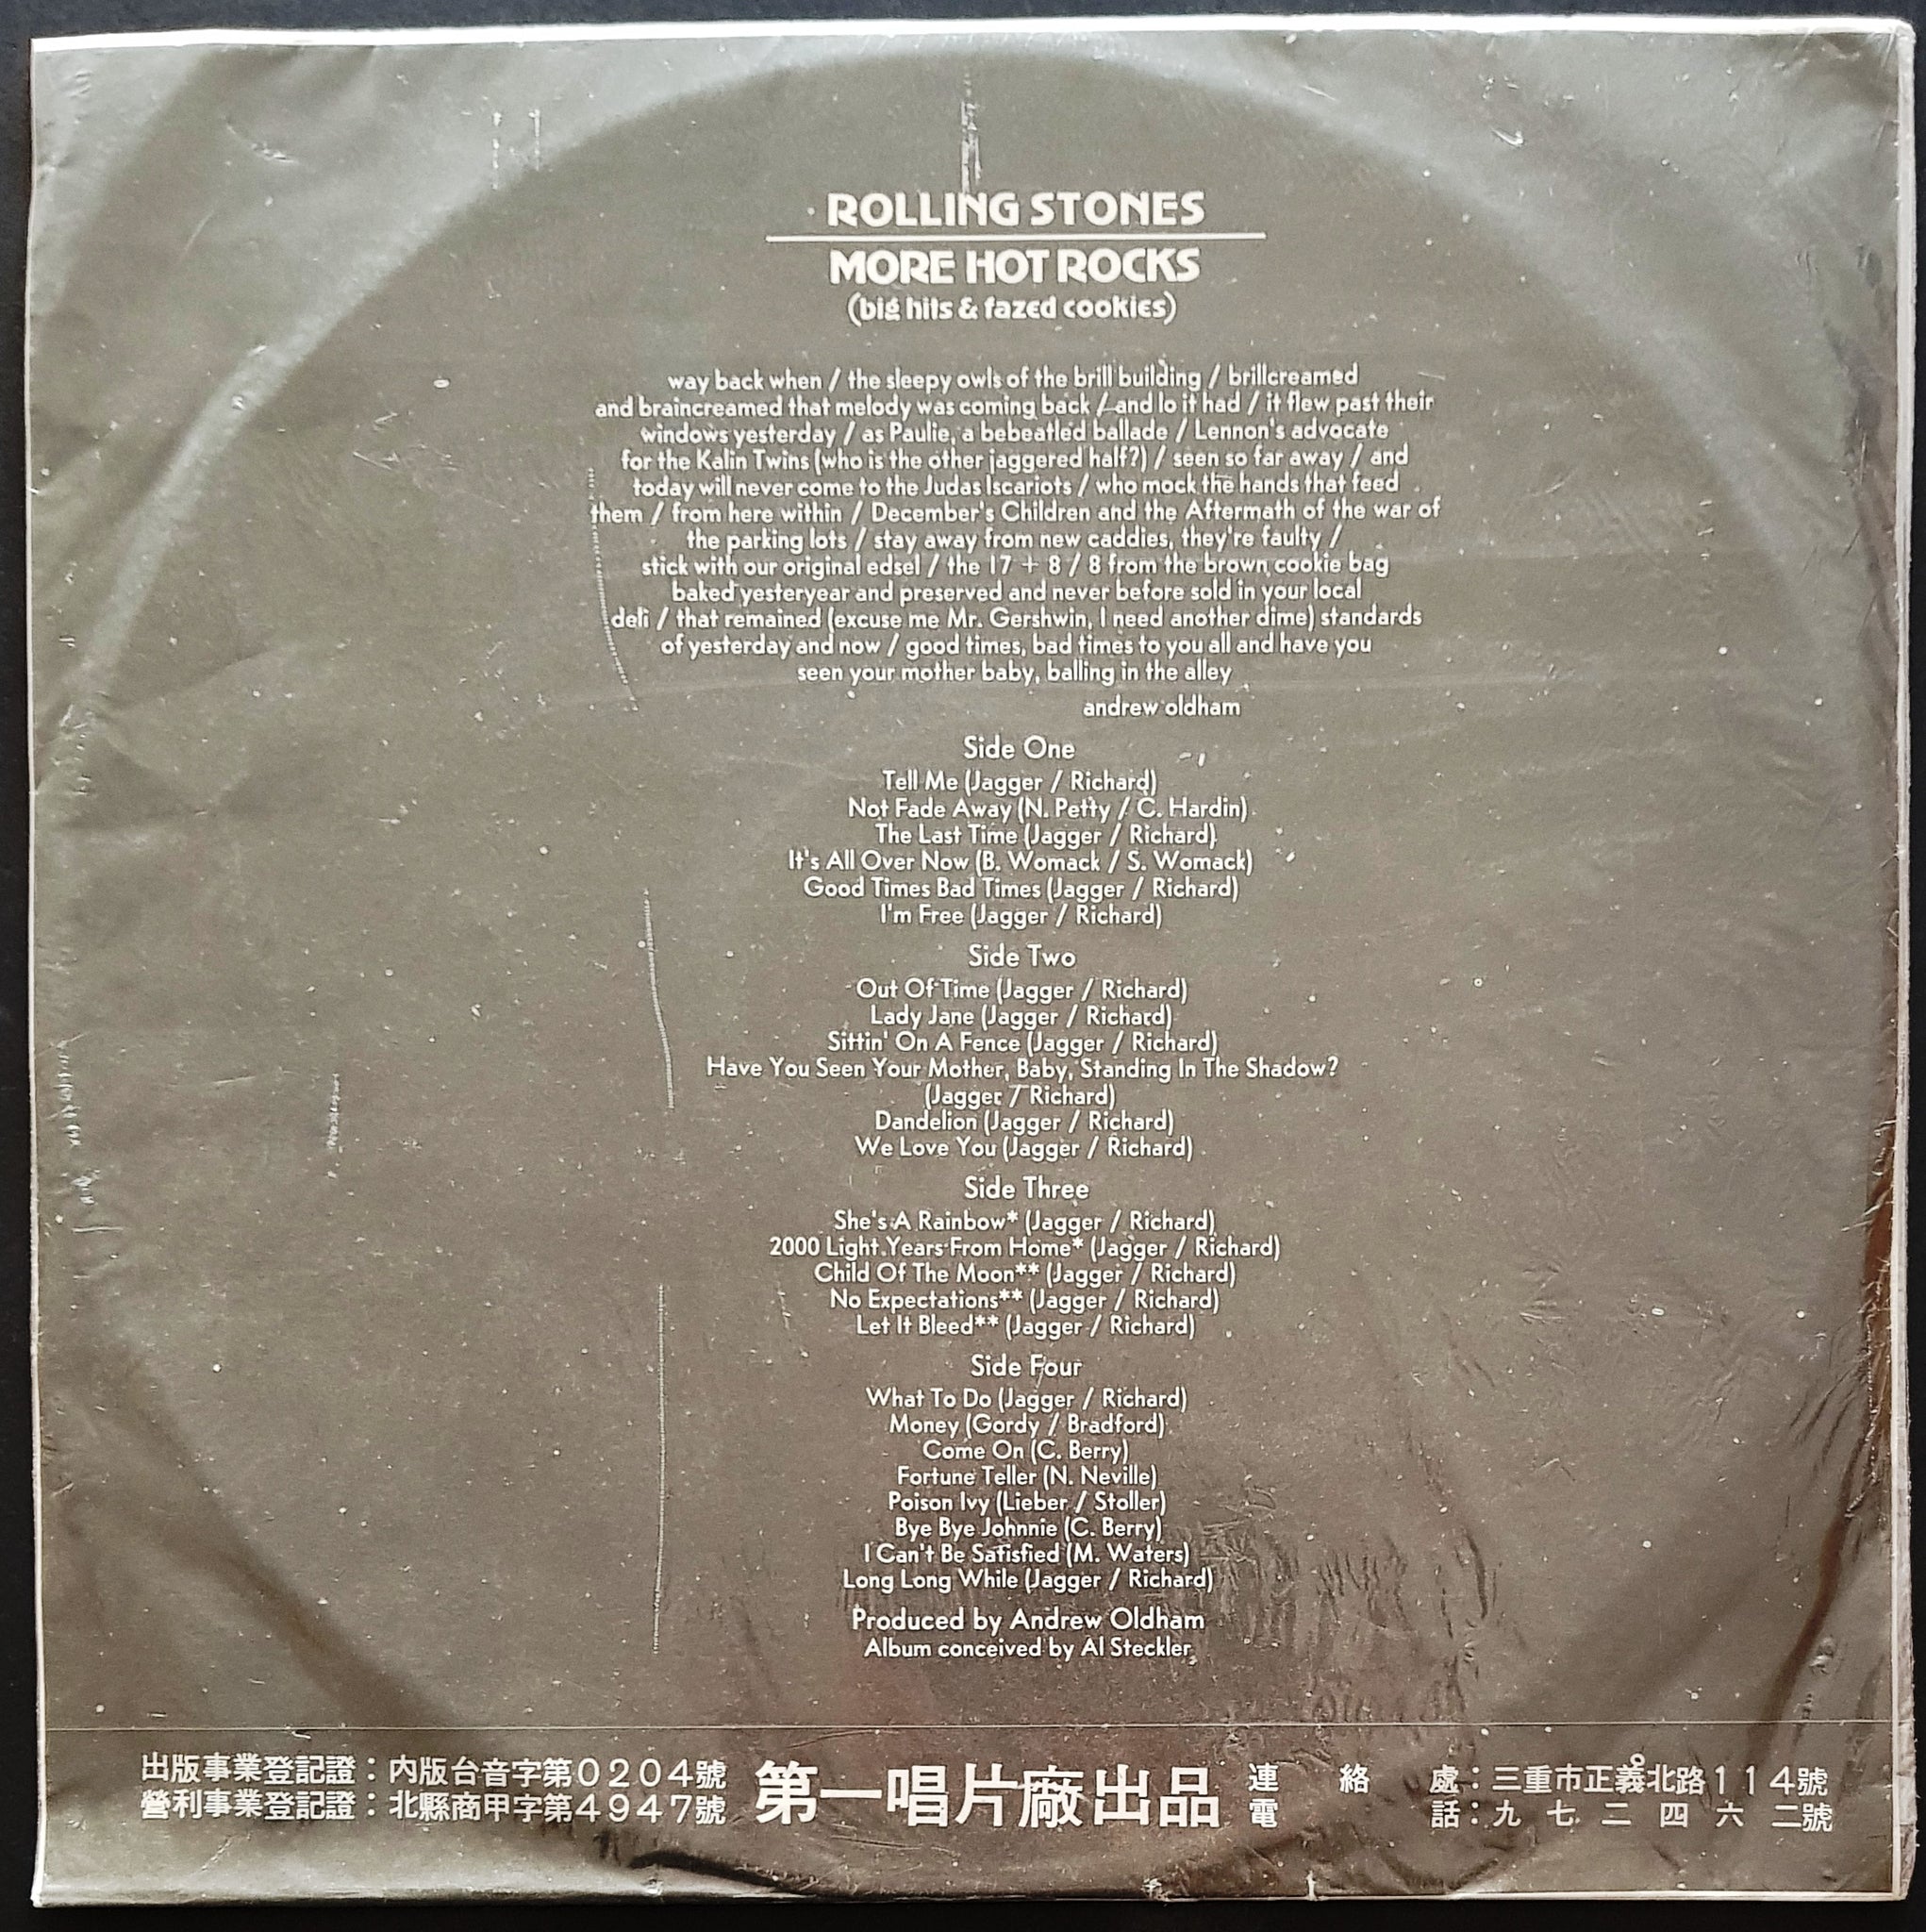 ROLLING STONES
MORE HOT ROCKS
(big hits & fazed cookies)
way back when / the sleepy owls of the brill building / brillcreamed
and braincreamed that melody was coming back / and lo it had / it flew past their
windows yesterday / as Paulie, a bebeatled ballade / Lennon's advocate
for the Kalin Twins (who is the other jaggered half?) / seen so far away / and
today will never come to the Judas Iscariots / who mock the hands that feed
them / from here within / December's Children and the Aftermath of the war of
the parking lots / stay away from new caddies, they're faulty /
stick with our original edsel / the 17 + 8 / 8 from the brown cookie bag
baked yesteryear and preserved and never before sold in your local
deli / that remained (excuse me Mr. Gershwin, I need another dime) standards
of yesterday and now / good times, bad times to you all and have you
seen your mother baby, balling in the alley
andrew oldham
Side One
Tell Me (Jagger / Richard)
Not Fade Away (N. Petty / C. Hardin)
The Last Time (Jagger / Richard)
It's All Over Now (B. Womack / S. Womack)
Good Times Bad Times (Jagger / Richard)
I'm Free (Jagger / Richard)
Side Two
Out Of Time (Jagger / Richard)
Lady Jane (Jagger / Richard)
Sittin' On A Fence (Jagger / Richard)
Have You Seen Your Mother, Baby, Standing In The Shadow?
(Jagger / Richard)
Dandelion (Jagger / Richard)
We Love You (Jagger / Richard)
Side Three
She's A Rainbow* (Jagger / Richard)
2000 Light Years From Home* (Jagger / Richard)
Child Of The Moon** (Jagger / Richard)
No Expectations** (Jagger / Richard)
Let It Bleed** (Jagger / Richard)
Side Four
What To Do (Jagger / Richard)
Money (Gordy / Bradford)
Come On (C. Berry)
Fortune Teller (N. Neville)
Poison Ivy (Lieber / Stoller)
Bye Bye Johnnie (C. Berry)
I Can't Be Satisfied (M. Waters)
Long Long While (Jagger / Richard)
Produced by Andrew Oldham
Album conceived by Al Steckler
出版事業登記證：內版台音字第0204號
營利事業登記證：北縣商甲字第4947號
第一唱片廠出品
連絡處：三重市正義北路114號
電話：九七二四六二號